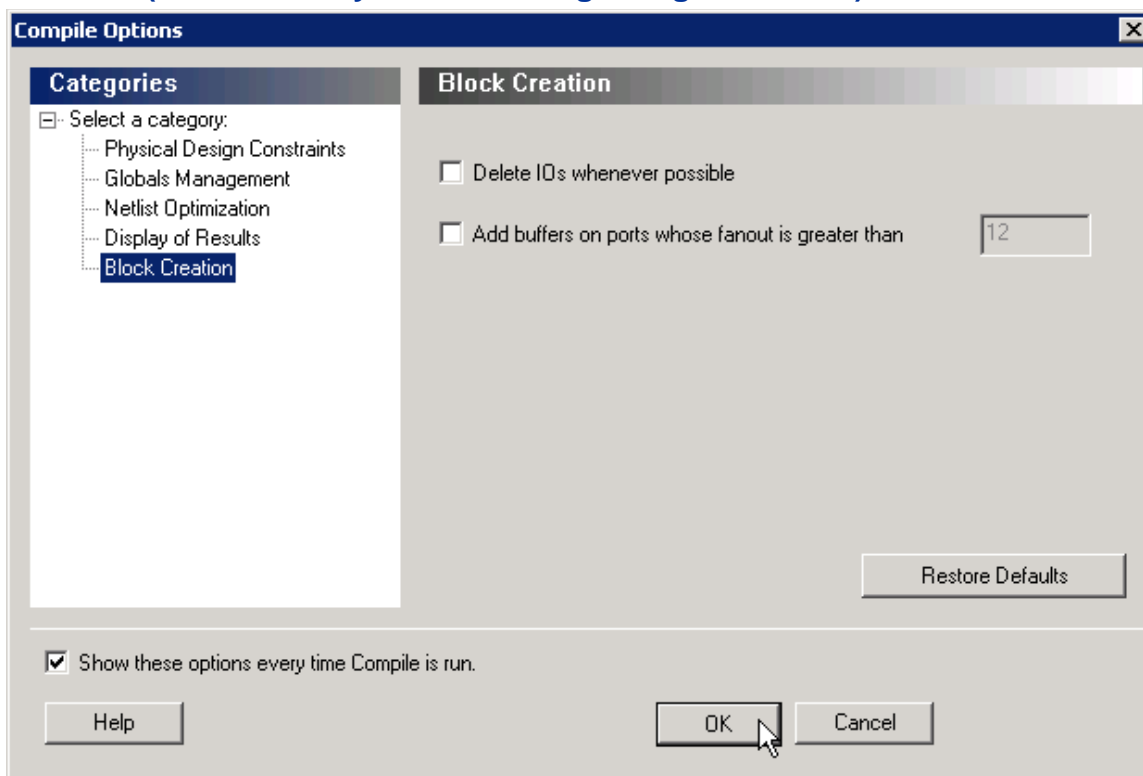 Compile Options
Categories
Select a category:
Physical Design Constraints
Globals Management
Netlist Optimization
Display of Results
Block Creation
Block Creation
Delete IOs whenever possible
Add buffers on ports whose fanout is greater than 12
Restore Defaults
Show these options every time Compile is run.
Help
OK
Cancel